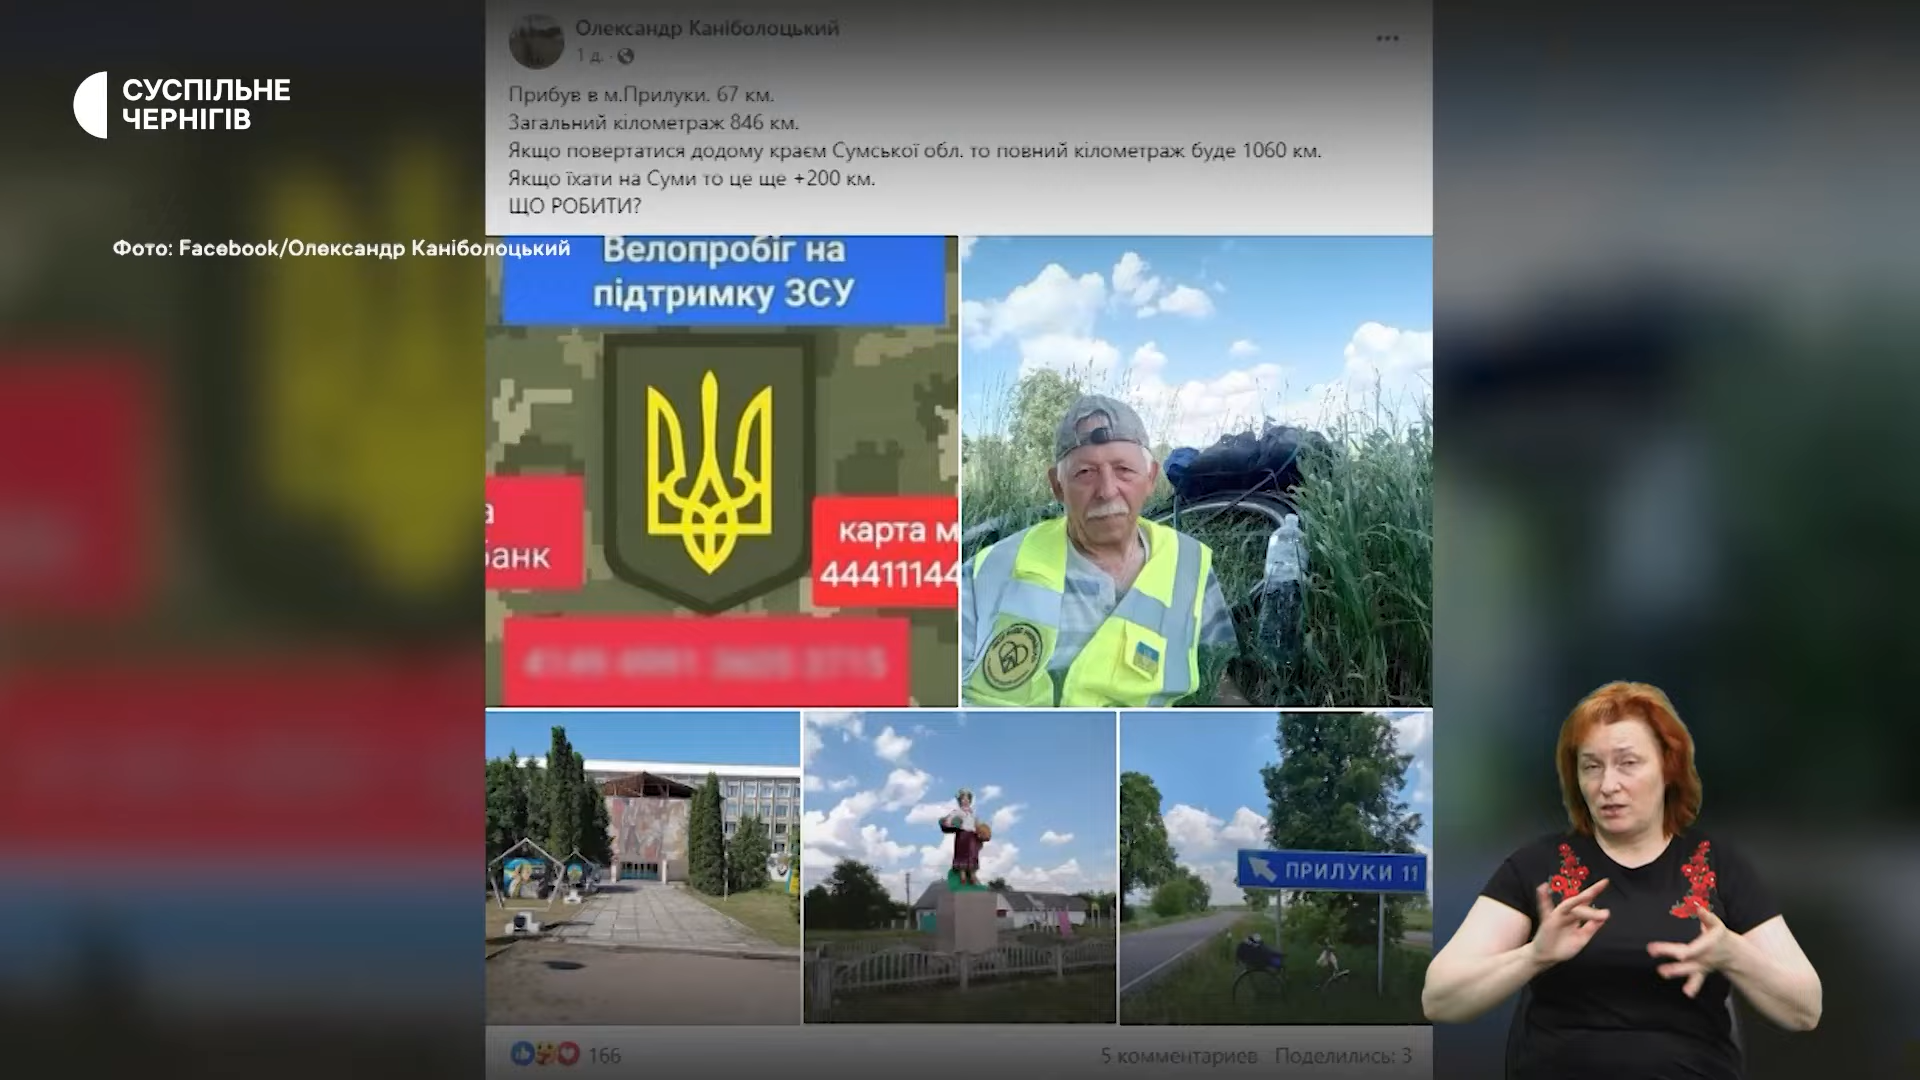 СУСПІЛЬНЕ
ЧЕРНІГІВ
Фото: Facebook/Олександр Каніболоцький
Олександр Каніболоцький
1 д.
Прибув в м.Прилуки. 67 км.
Загальний кілометраж 846 км.
Якщо повертатися додому краєм Сумської обл. то повний кілометраж буде 1060 км.
Якщо їхати на Суми то це ще +200 км.
ЩО РОБИТИ?
Велопробіг на
підтримку ЗСУ
а
банк
карта м
44411144
ПРИЛУКИ 11
166
5 комментариев
Поделились: 3